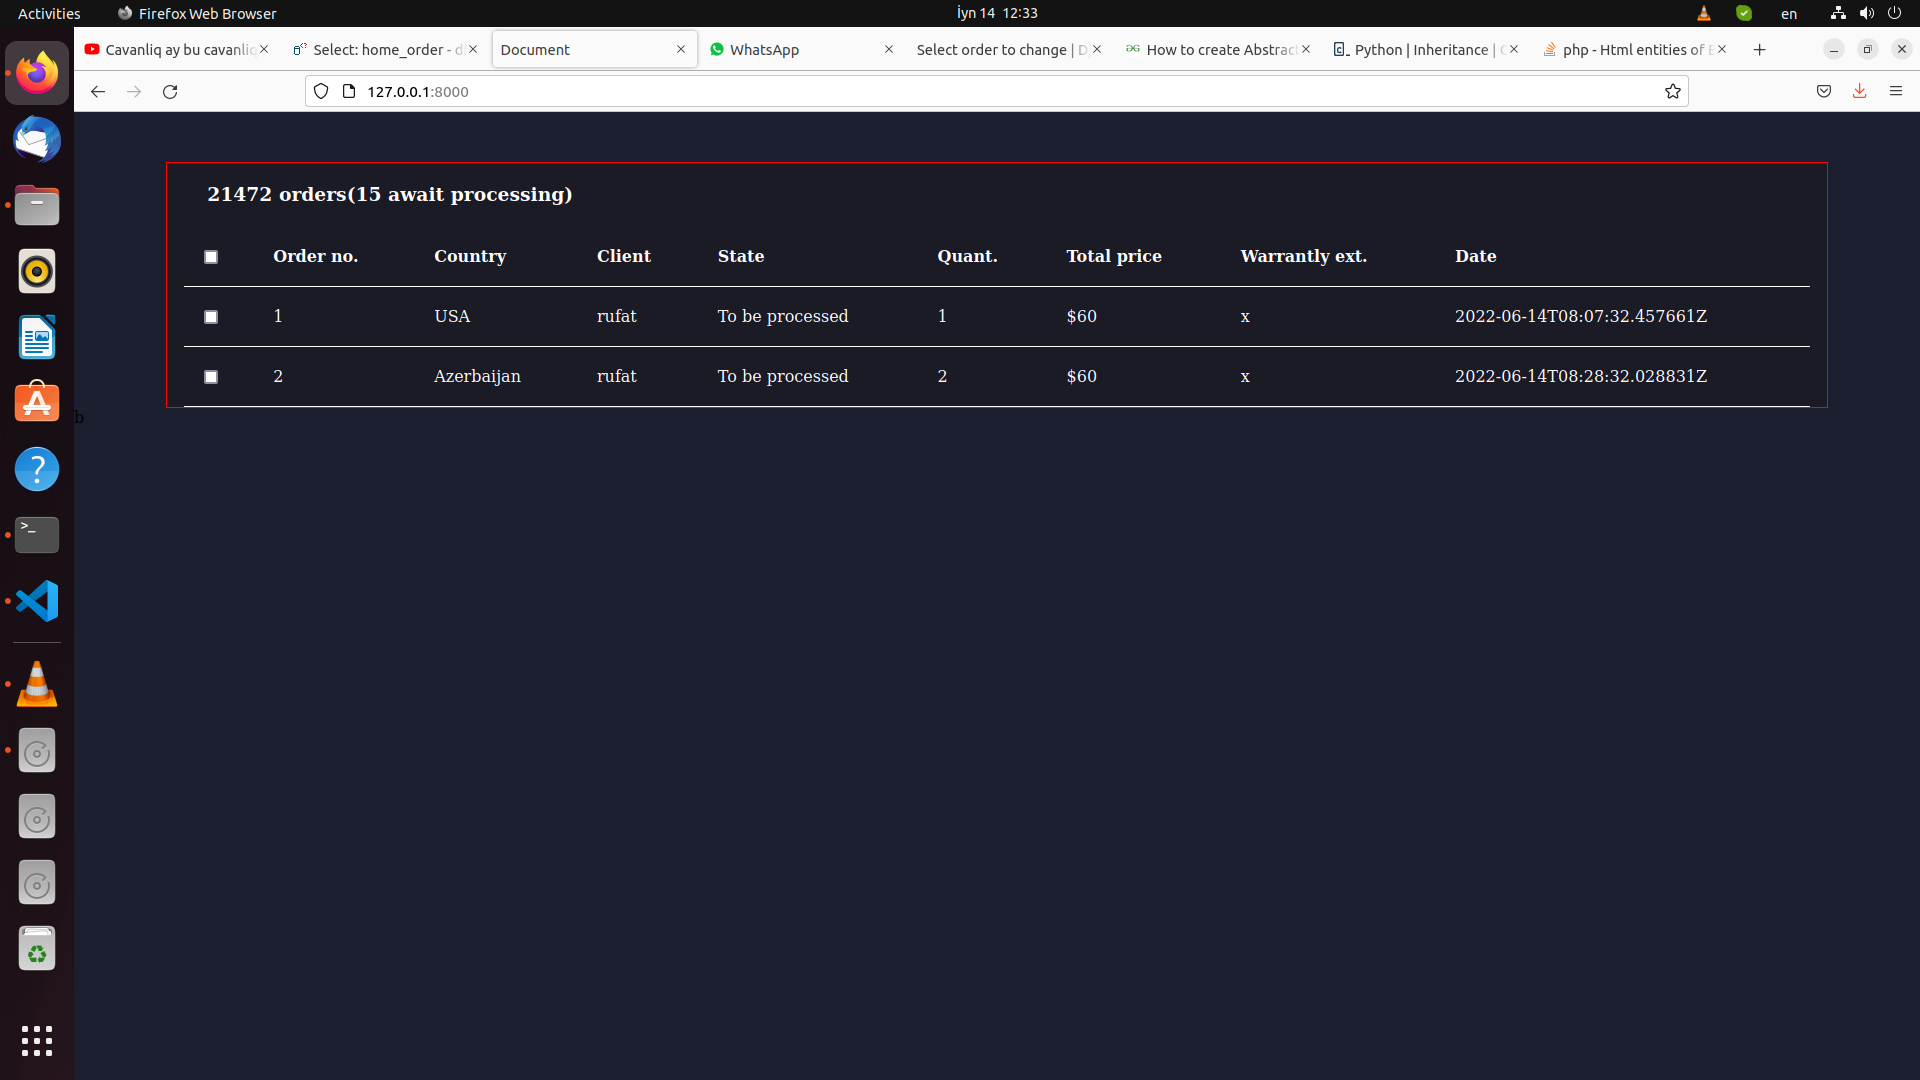 Activities
Firefox Web Browser
İyn 14 12:33
en
Cavanliq ay bu cavanliq
Select: home_order - d
Document
WhatsApp
Select order to change | D
How to create Abstract
Python | Inheritance |
php - Html entities of
127.0.0.1:8000
21472 orders(15 await processing)
Order no. Country Client State Quant. Total price Warrantly ext. Date
1 USA rufat To be processed 1 $60 x 2022-06-14T08:07:32.457661Z
2 Azerbaijan rufat To be processed 2 $60 x 2022-06-14T08:28:32.028831Z
b